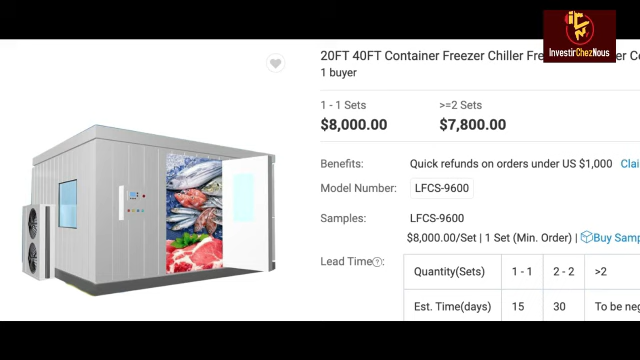 InvestirChezNous
20FT 40FT Container Freezer Chiller
1 buyer
1 - 1 Sets
>=2 Sets
$8,000.00
$7,800.00
Benefits:
Quick refunds on orders under US $1,000
Model Number:
LFCS-9600
Samples:
LFCS-9600
$8,000.00/Set | 1 Set (Min. Order) |
Buy
Lead Time
Quantity(Sets)
1 - 1
2 - 2
>2
Est. Time(days)
15
30
To be